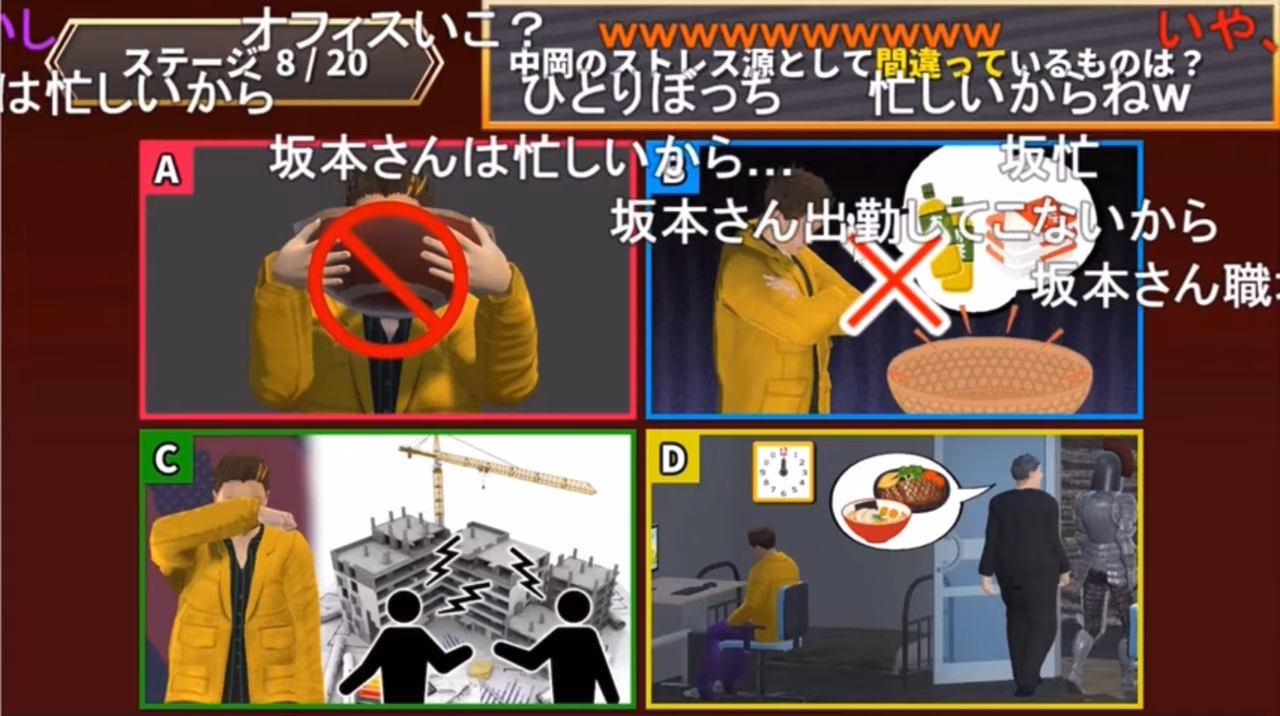 いし
オフィスいこ？
wwwwwwwwwww
いや、
ステージ 8/20
中岡のストレス源として間違っているものは？
は忙しいから
ひとりぼっち
忙しいからねw
A
坂本さんは忙しいから...
B
坂忙
坂本さん出勤してこないから
坂本さん職
C
D